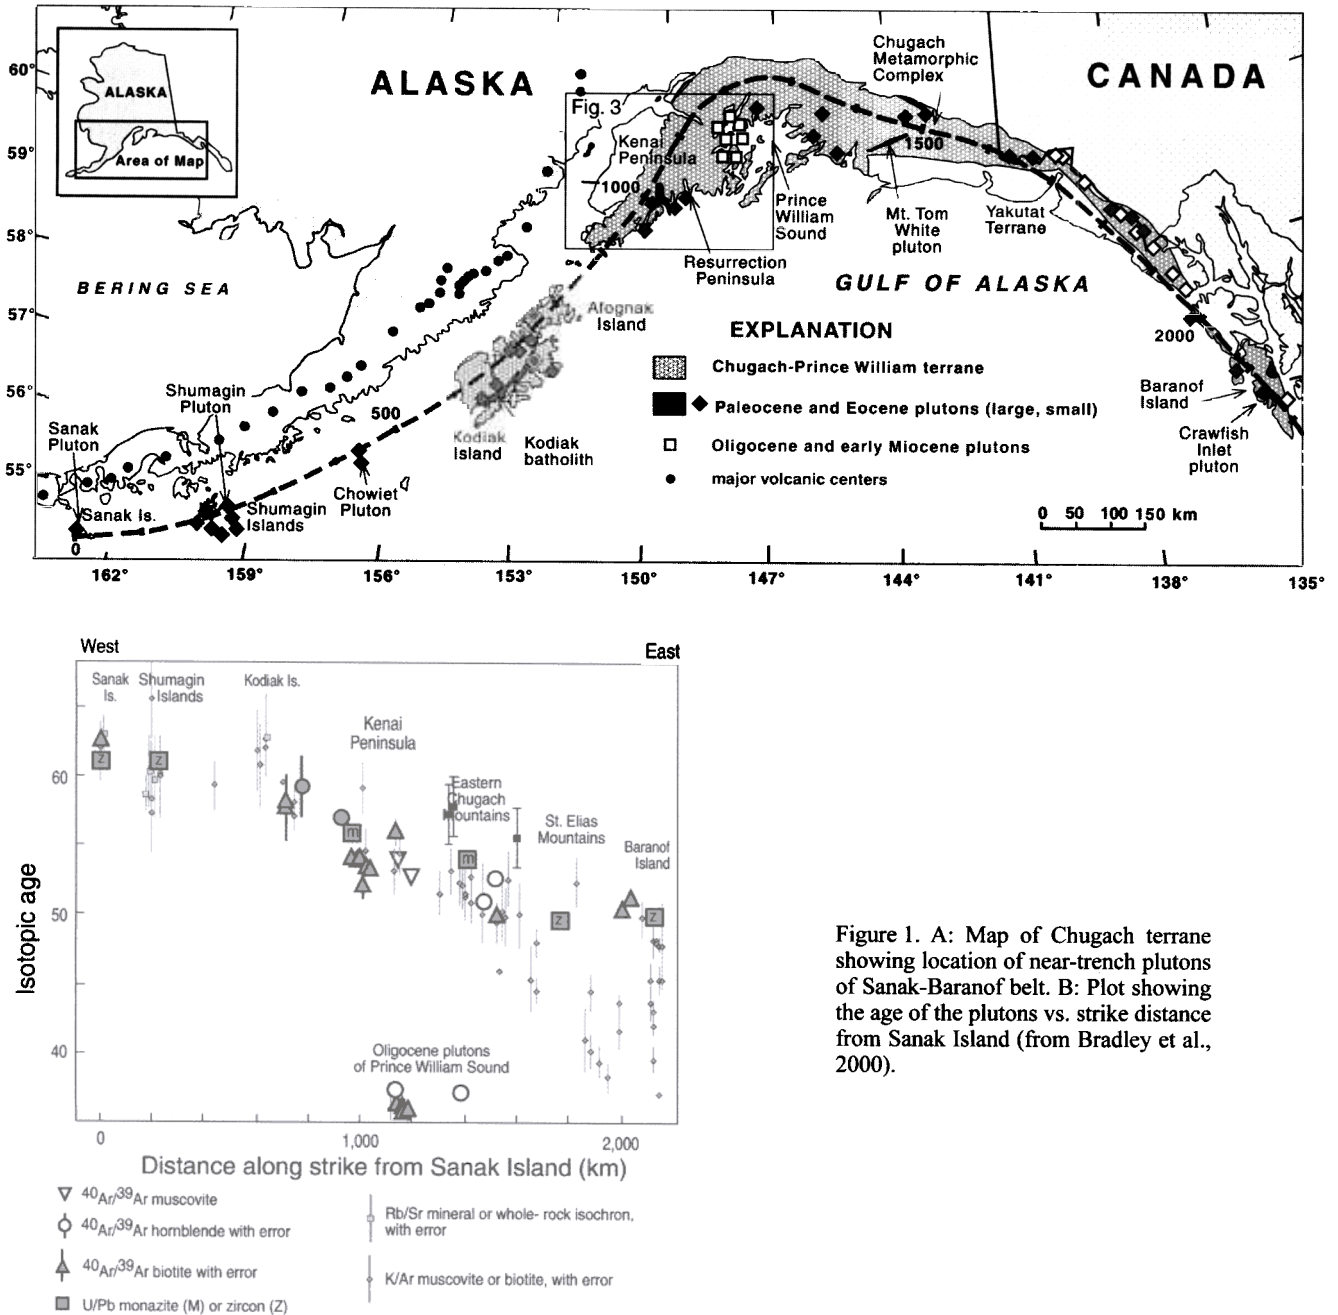 ALASKA
CANADA
Chugach
Metamorphic
Complex
60°
59°
58°
57°
56°
55°
ALASKA
Area of Map
Fig. 3
Kenai
Peninsula
1000
1500
Prince
William
Sound
Mt. Tom
White
pluton
Yakutat
Terrane
Resurrection
Peninsula
BERING SEA
GULF OF ALASKA
Afognak
Island
2000
Baranof
Island
Crawfish
Inlet
pluton
EXPLANATION
Chugach-Prince William terrane
Paleocene and Eocene plutons (large, small)
Oligocene and early Miocene plutons
major volcanic centers
0 50 100 150 km
Shumagin
Pluton
500
Sanak
Pluton
Kodiak
Island
Kodiak
batholith
Chowiet
Pluton
Sanak Is.
Shumagin
Islands
0
162° 159° 156° 153° 150° 147° 144° 141° 138° 135°
West
East
Sanak
Is.
Shumagin
Islands
Kodiak Is.
Kenai
Peninsula
Eastern
Chugach
Mountains
St. Elias
Mountains
Baranof
Island
Z
Z
m
m
Z
Z
Isotopic age
60
50
40
Oligocene plutons
of Prince William Sound
0 1,000 2,000
Distance along strike from Sanak Island (km)
40Ar/39Ar muscovite
40Ar/39Ar hornblende with error
40Ar/39Ar biotite with error
U/Pb monazite (M) or zircon (Z)
Rb/Sr mineral or whole- rock isochron,
with error
K/Ar muscovite or biotite, with error
Figure 1. A: Map of Chugach terrane
showing location of near-trench plutons
of Sanak-Baranof belt. B: Plot showing
the age of the plutons vs. strike distance
from Sanak Island (from Bradley et al.,
2000).